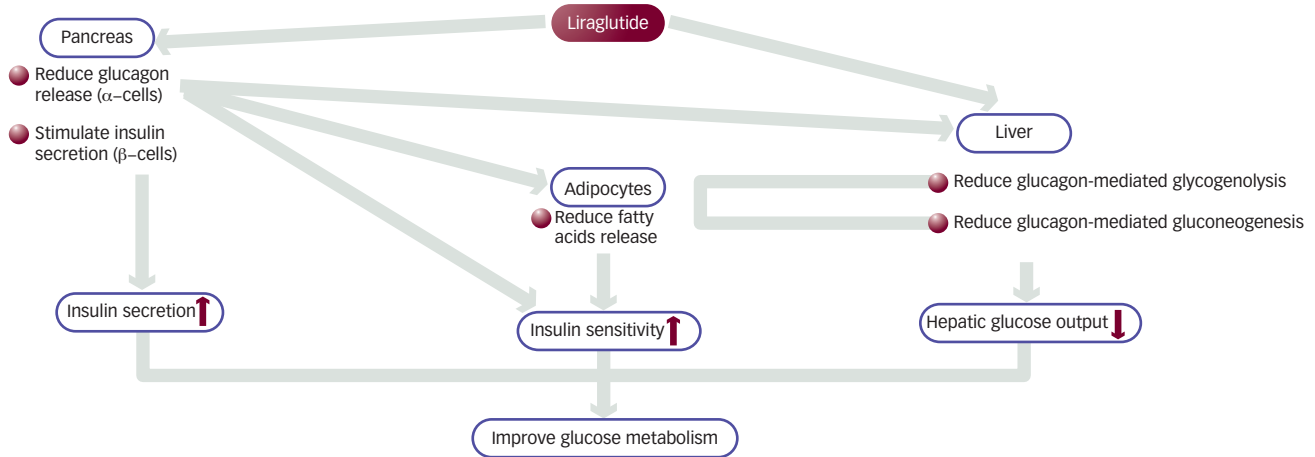 Liraglutide
Pancreas
Reduce glucagon
release (α–cells)
Stimulate insulin
secretion (β–cells)
Liver
Adipocytes
Reduce fatty
acids release
Reduce glucagon-mediated glycogenolysis
Reduce glucagon-mediated gluconeogenesis
Insulin secretion
Insulin sensitivity
Hepatic glucose output
Improve glucose metabolism